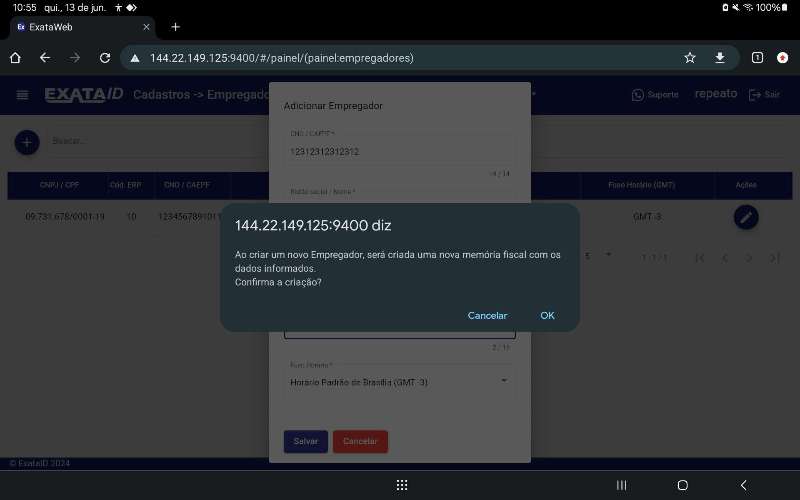 10:55 qui., 13 de jun.
100%
ExataWeb
144.22.149.125:9400/#/painel/(painel:empregadores)
1
EXATAID Cadastros -> Empregado
Suporte repeato Sair
Adicionar Empregador
Buscar...
CNO / CAEPF *
12312312312312
14 / 14
Razão social / Nome *
CNPJ / CPF Cód. ERP CNO / CAEPF Fuso Horário (GMT) Ações
09.731.678/0001-19 10 1234567891011 GMT -3
144.22.149.125:9400 diz
Ao criar um novo Empregador, será criada uma nova memória fiscal com os
dados informados.
Confirma a criação?
Cancelar OK
5 1 - 1 / 1
2 / 15
Fuso Horário *
Horário Padrão de Brasília (GMT -3)
Salvar Cancelar
© ExataID 2024